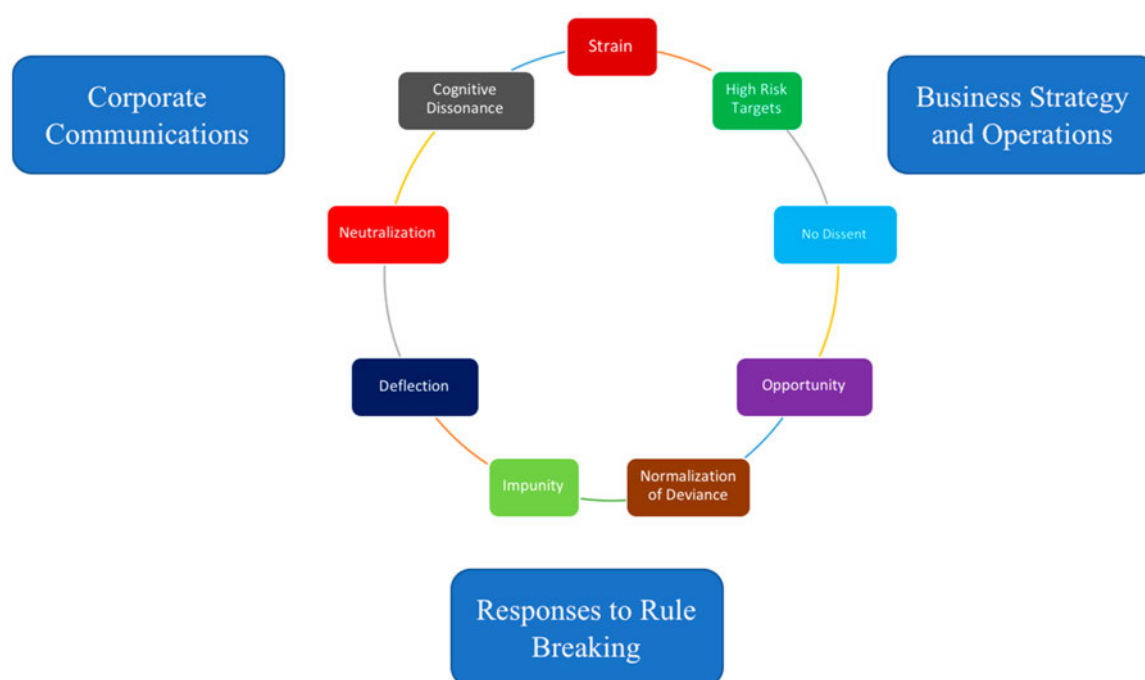 Strain
Corporate
Communications
Cognitive
Dissonance
High Risk
Targets
Business Strategy
and Operations
Neutralization
No Dissent
Deflection
Opportunity
Impunity
Normalization
of Deviance
Responses to Rule
Breaking